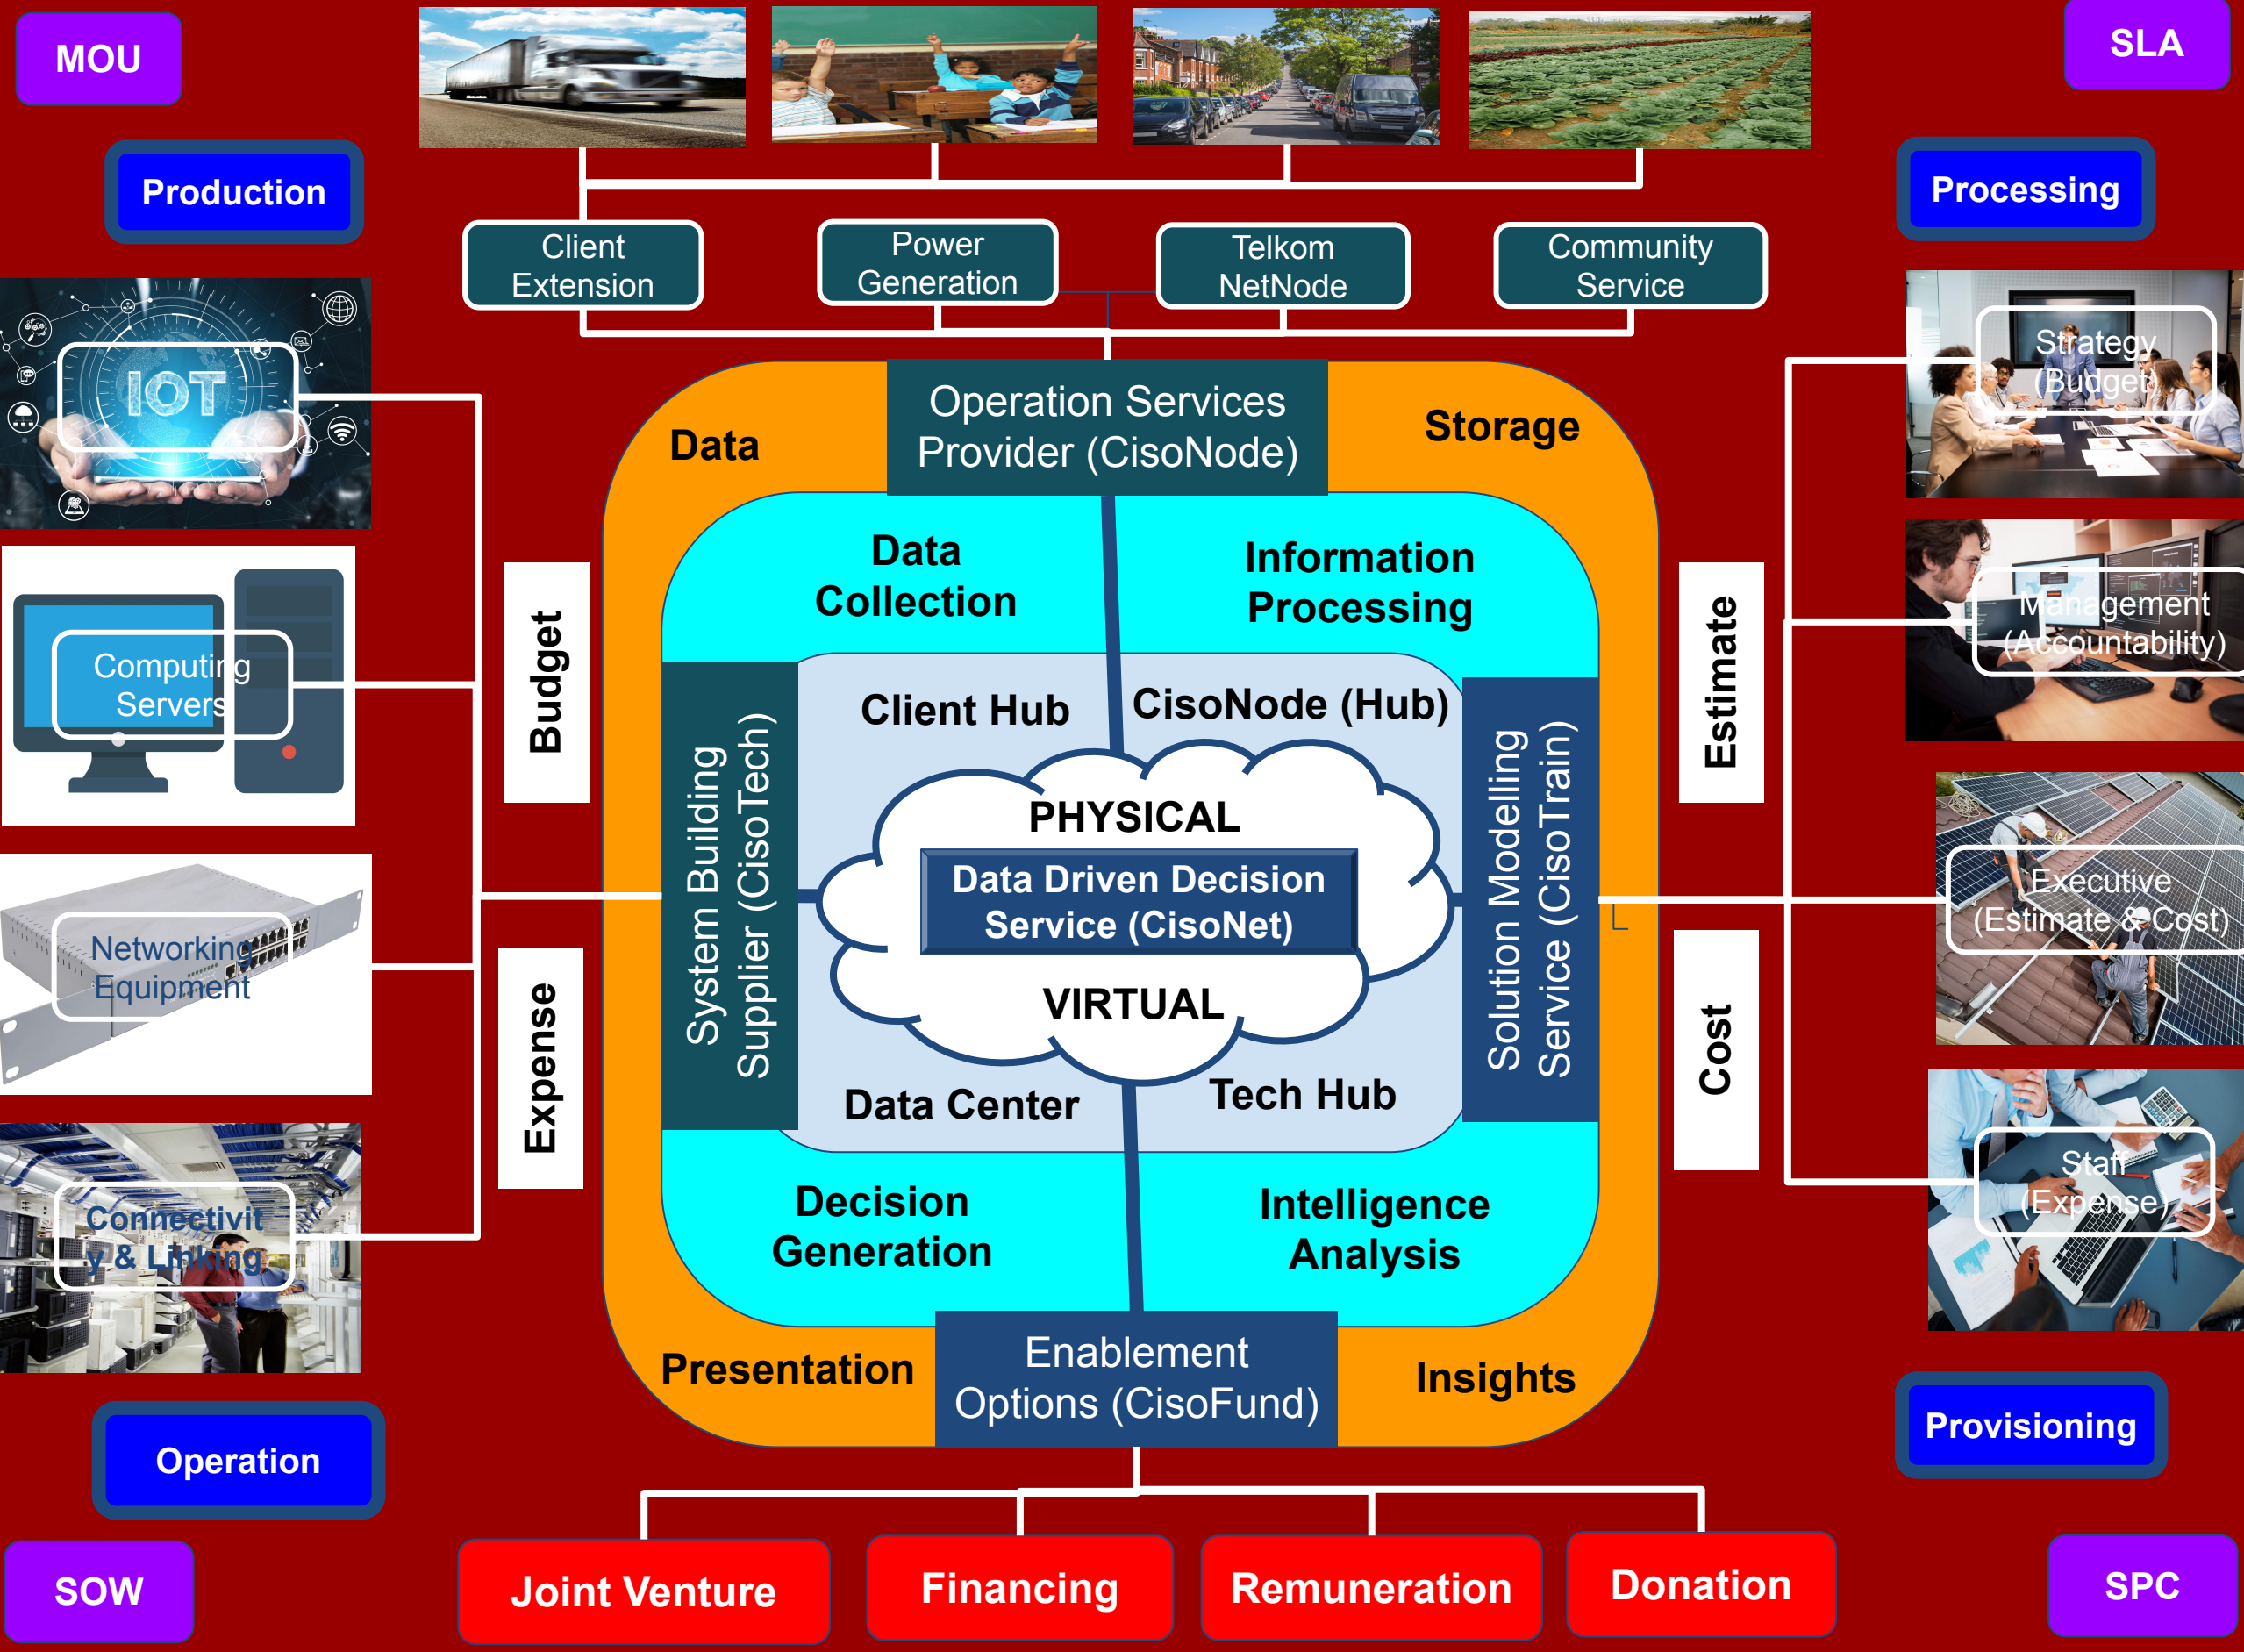 MOU
SLA
Production
Processing
Client
Extension
Power
Generation
Telkom
NetNode
Community
Service
IOT
Computing
Servers
Networking
Equipment
Connectivit
y & Linking
Budget
Expense
Operation Services
Provider (CisoNode)
Data
Storage
Data
Collection
Information
Processing
Client Hub
CisoNode (Hub)
System Building
Supplier (CisoTech)
PHYSICAL
Data Driven Decision
Service (CisoNet)
VIRTUAL
Solution Modelling
Service (CisoTrain)
Data Center
Tech Hub
Decision
Generation
Intelligence
Analysis
Presentation
Insights
Enablement
Options (CisoFund)
Estimate
Cost
Strategy
(Budget)
Management
(Accountability)
Executive
(Estimate & Cost)
Staff
(Expense)
Operation
Provisioning
SOW
Joint Venture
Financing
Remuneration
Donation
SPC